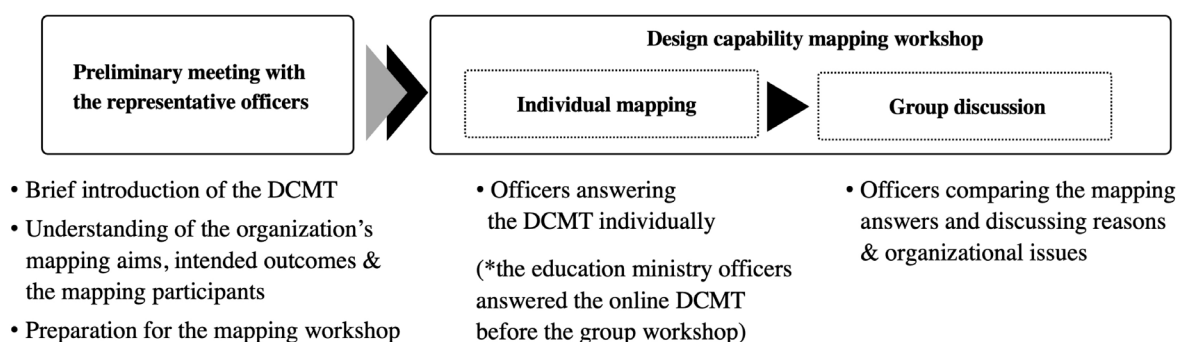 Preliminary meeting with
the representative officers
Design capability mapping workshop
Individual mapping
Group discussion
• Brief introduction of the DCMT
• Understanding of the organization’s
mapping aims, intended outcomes &
the mapping participants
• Preparation for the mapping workshop
• Officers answering
the DCMT individually
(*the education ministry officers
answered the online DCMT
before the group workshop)
• Officers comparing the mapping
answers and discussing reasons
& organizational issues